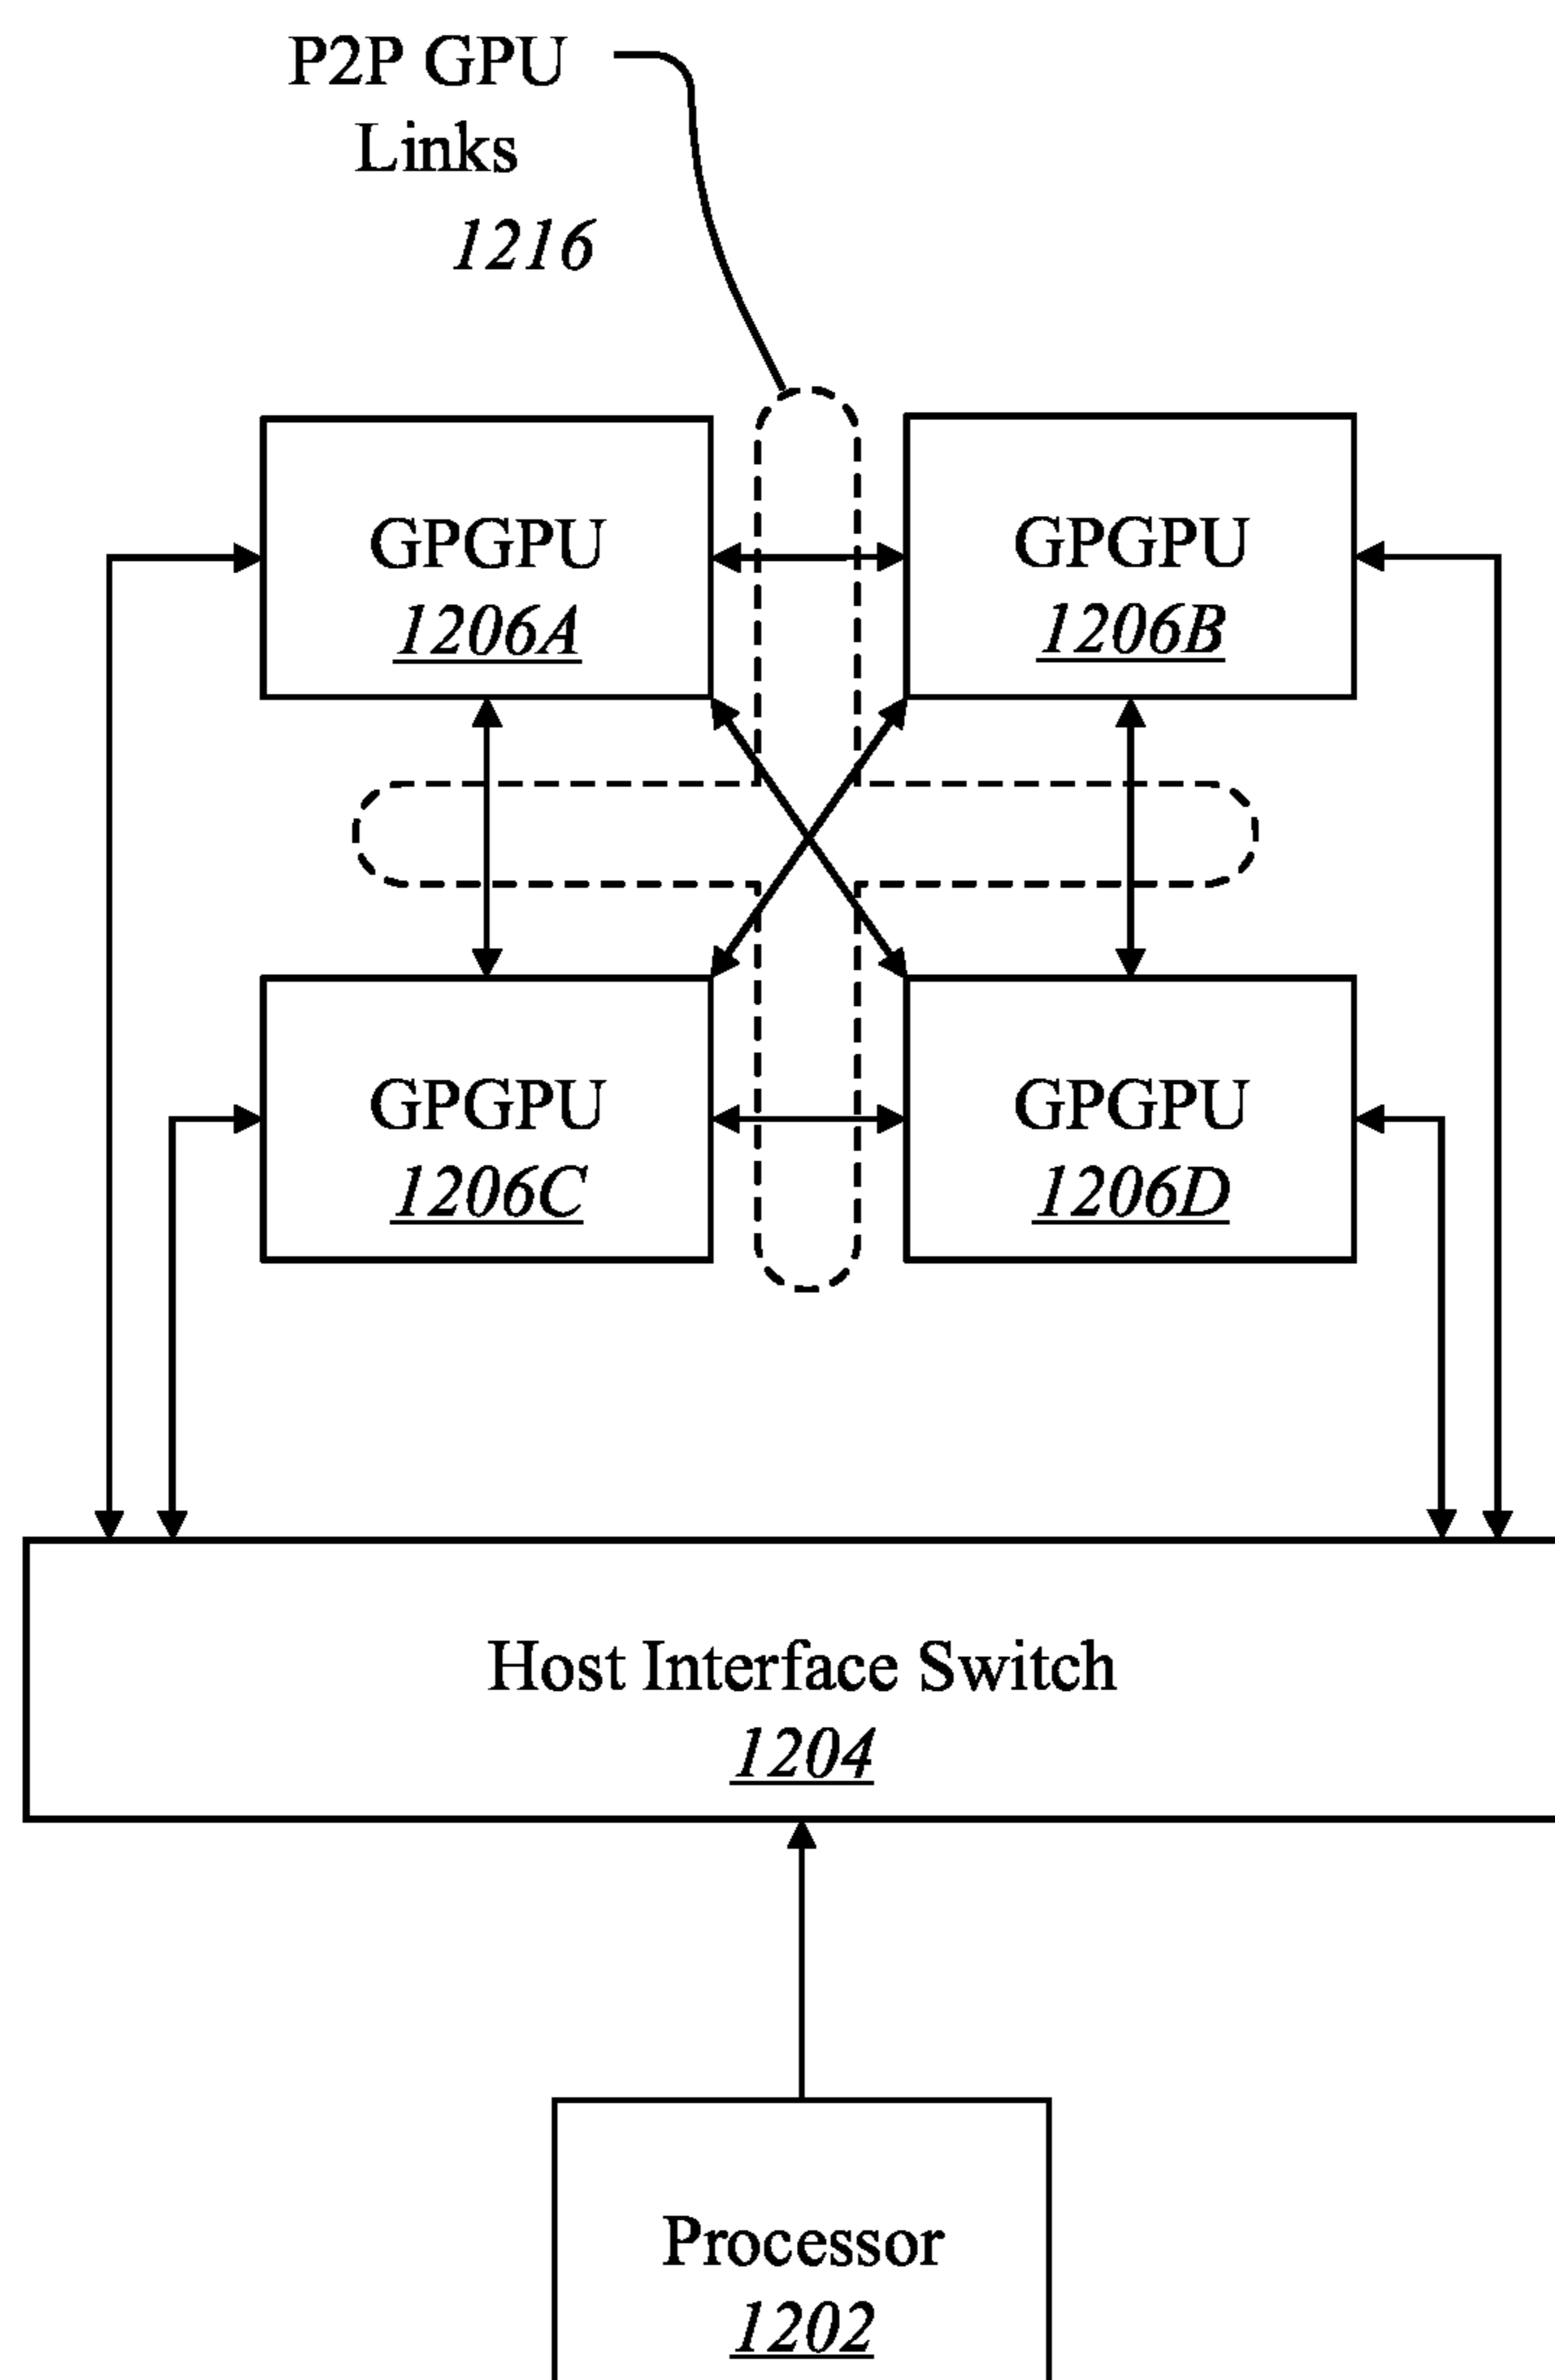 P2P GPU
Links
1216
GPGPU
1206A
GPGPU
1206B
GPGPU
1206C
GPGPU
1206D
Host Interface Switch
1204
Processor
1202